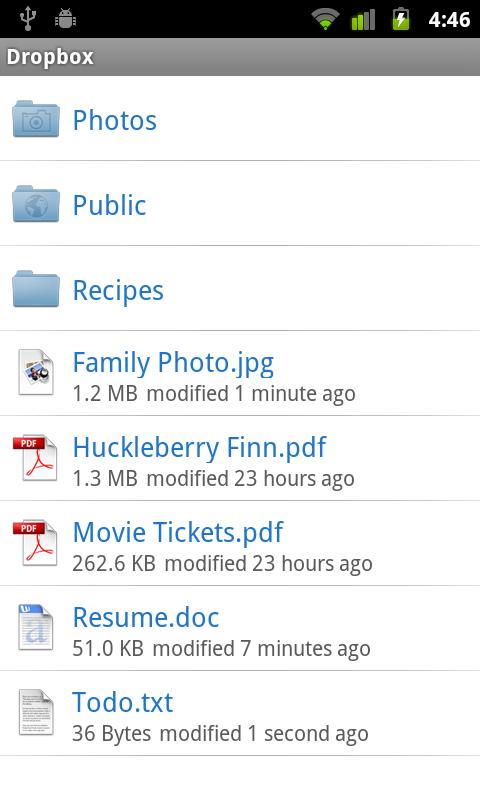 4:46
Dropbox
Photos
Public
Recipes
Family Photo.jpg
1.2 MB modified 1 minute ago
PDF
Huckleberry Finn.pdf
1.3 MB modified 23 hours ago
PDF
Movie Tickets.pdf
262.6 KB modified 23 hours ago
Resume.doc
51.0 KB modified 7 minutes ago
Todo.txt
36 Bytes modified 1 second ago